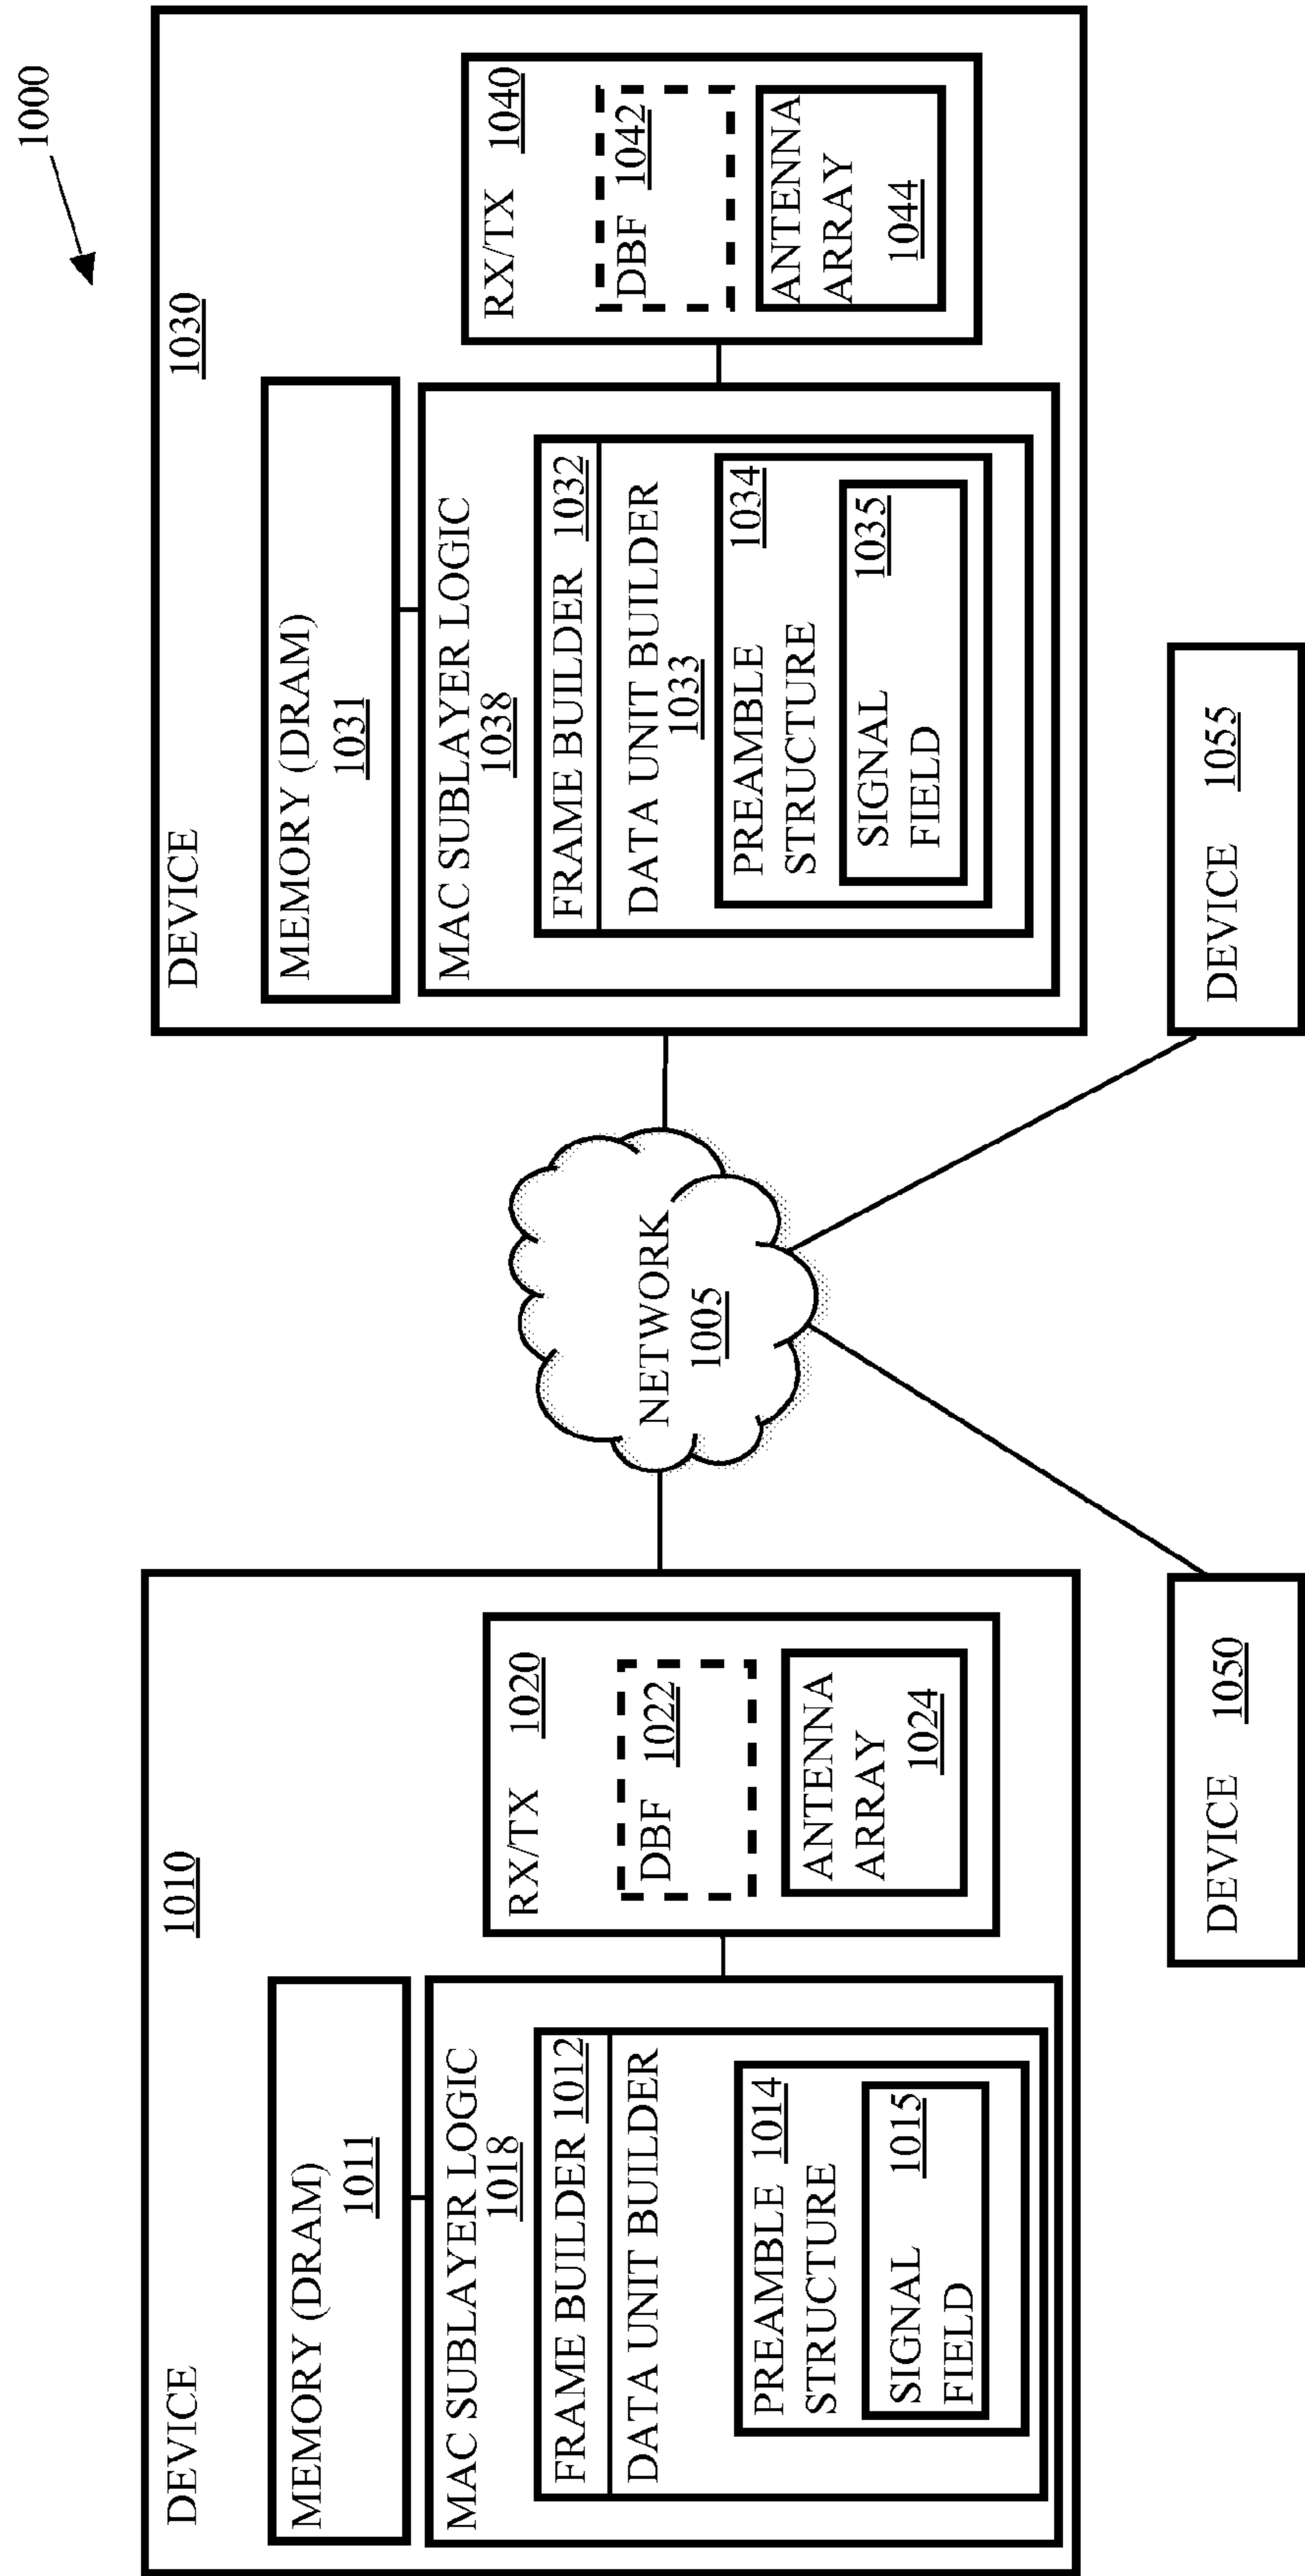 1000
DEVICE 1010
MEMORY (DRAM)
1011
MAC SUBLAYER LOGIC
1018
FRAME BUILDER 1012
DATA UNIT BUILDER
PREAMBLE 1014
STRUCTURE
SIGNAL 1015
FIELD
RX/TX 1020
DBF 1022
ANTENNA
ARRAY
1024
NETWORK
1005
DEVICE 1030
MEMORY (DRAM)
1031
MAC SUBLAYER LOGIC
1038
FRAME BUILDER 1032
DATA UNIT BUILDER
1033
PREAMBLE 1034
STRUCTURE
SIGNAL 1035
FIELD
RX/TX 1040
DBF 1042
ANTENNA
ARRAY
1044
DEVICE 1050
DEVICE 1055